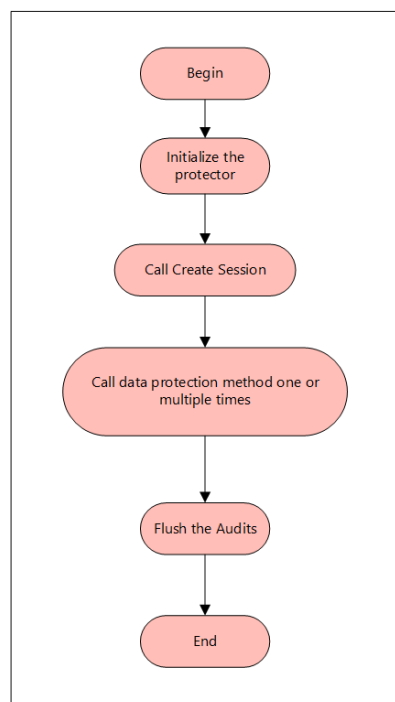 Begin
Initialize the
protector
Call Create Session
Call data protection method one or
multiple times
Flush the Audits
End